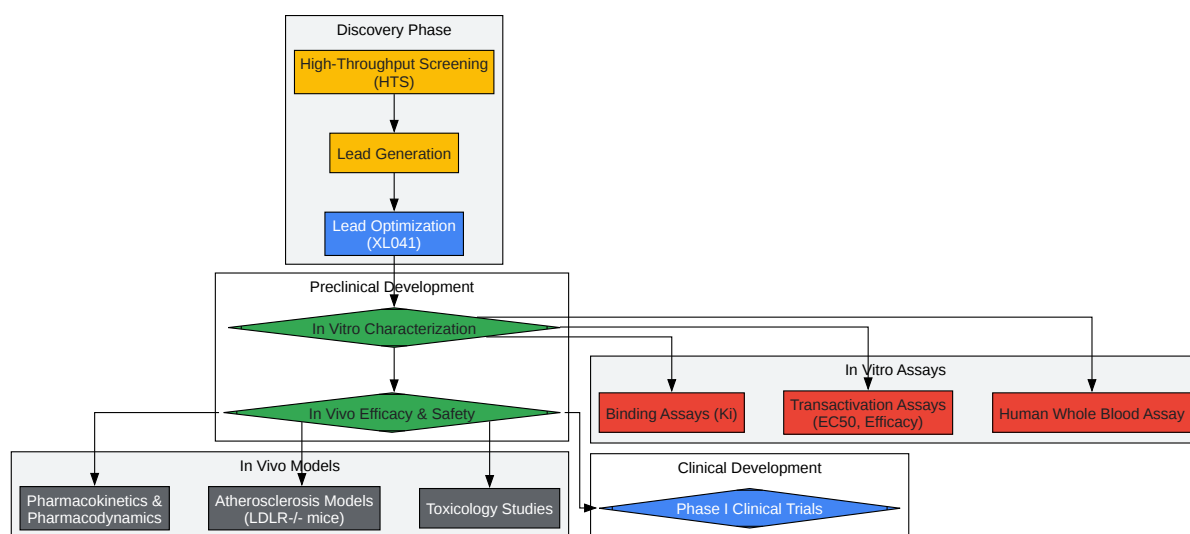 Discovery Phase
High-Throughput Screening
(HTS)
Lead Generation
Lead Optimization
(XL041)
Preclinical Development
In Vitro Characterization
In Vivo Efficacy & Safety
In Vitro Assays
Binding Assays (Ki)
Transactivation Assays
(EC50, Efficacy)
Human Whole Blood Assay
In Vivo Models
Pharmacokinetics &
Pharmacodynamics
Atherosclerosis Models
(LDLR-/- mice)
Toxicology Studies
Clinical Development
Phase I Clinical Trials